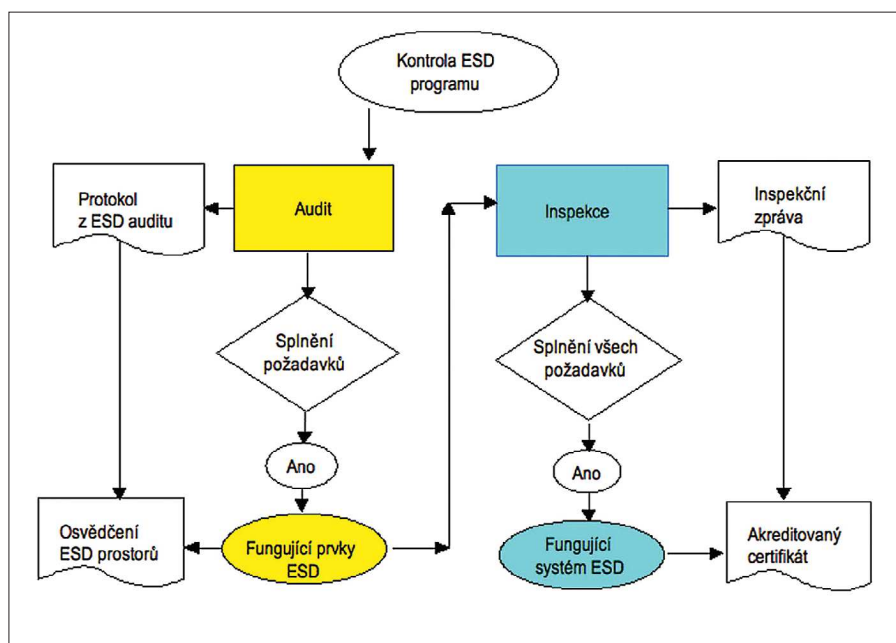 Kontrola ESD
programu
Protokol
z ESD auditu
Audit
Inspekce
Inspekční
zpráva
Splnění
požadavků
Splnění všech
požadavků
Ano
Ano
Osvědčení
ESD prostorů
Fungující prvky
ESD
Fungující
systém ESD
Akreditovaný
certifikát